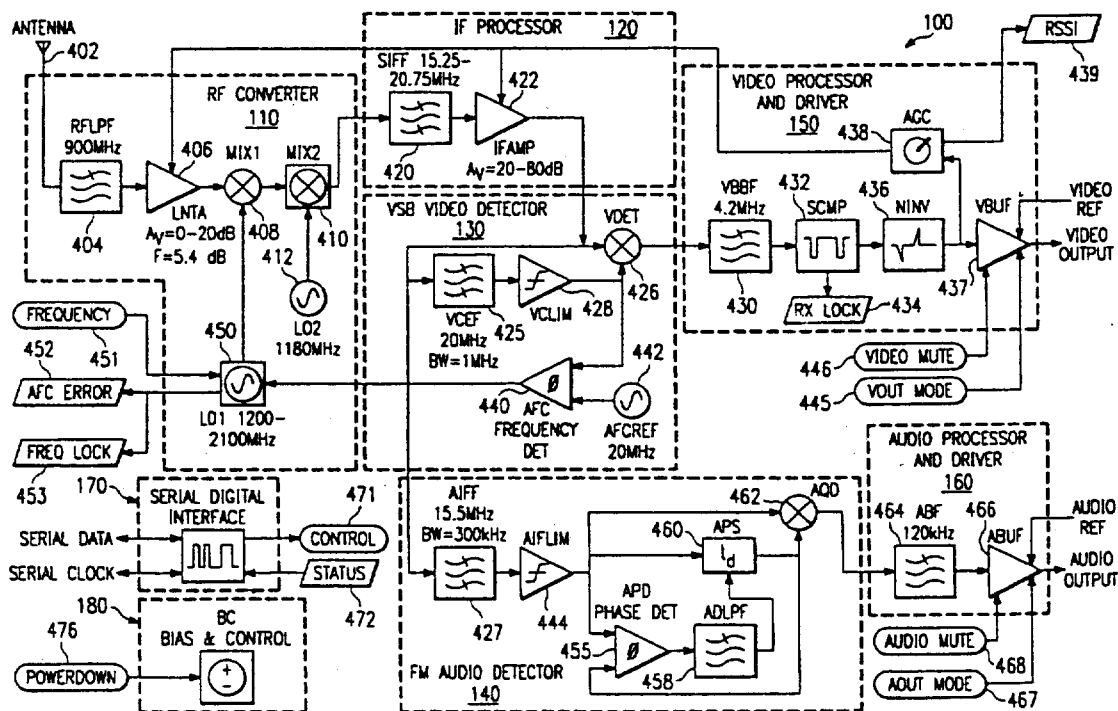 ANTENNA
402
IF PROCESSOR
120
100
RSSI
439
SIFF 15.25-
20.75MHz
422
420
IFAMP
AV=20-80dB
RF CONVERTER
110
RFLPF
900MHz
406
MIX1
MIX2
404
LNTA
AV=0-20dB
F=5.4 dB
408
410
412
LO2
1180MHz
VIDEO PROCESSOR
AND DRIVER
150
AGC
438
VBBF
4.2MHz
432
SCMP
436
NINV
VBUF
VIDEO
REF
VIDEO
OUTPUT
430
437
RX LOCK
434
VSB VIDEO DETECTOR
130
VDET
426
425
VCEF
20MHz
BW=1MHz
428
VCLIM
FREQUENCY
451
450
452
AFC ERROR
LO1 1200-
2100MHz
FREQ LOCK
453
440
Ø
AFC
FREQUENCY
DET
442
AFCREF
20MHz
446
VIDEO MUTE
445
VOUT MODE
170
SERIAL DIGITAL
INTERFACE
471
CONTROL
SERIAL DATA
SERIAL CLOCK
STATUS
472
180
BC
BIAS & CONTROL
476
POWERDOWN
AIFF
15.5MHz
BW=300kHz
AIFLIM
427
444
462
AQD
460
APS
td
APD
PHASE DET
Ø
455
ADLPF
458
FM AUDIO DETECTOR
140
AUDIO PROCESSOR
AND DRIVER
160
464
ABF
120kHz
466
ABUF
AUDIO
REF
AUDIO
OUTPUT
AUDIO MUTE
468
AOUT MODE
467